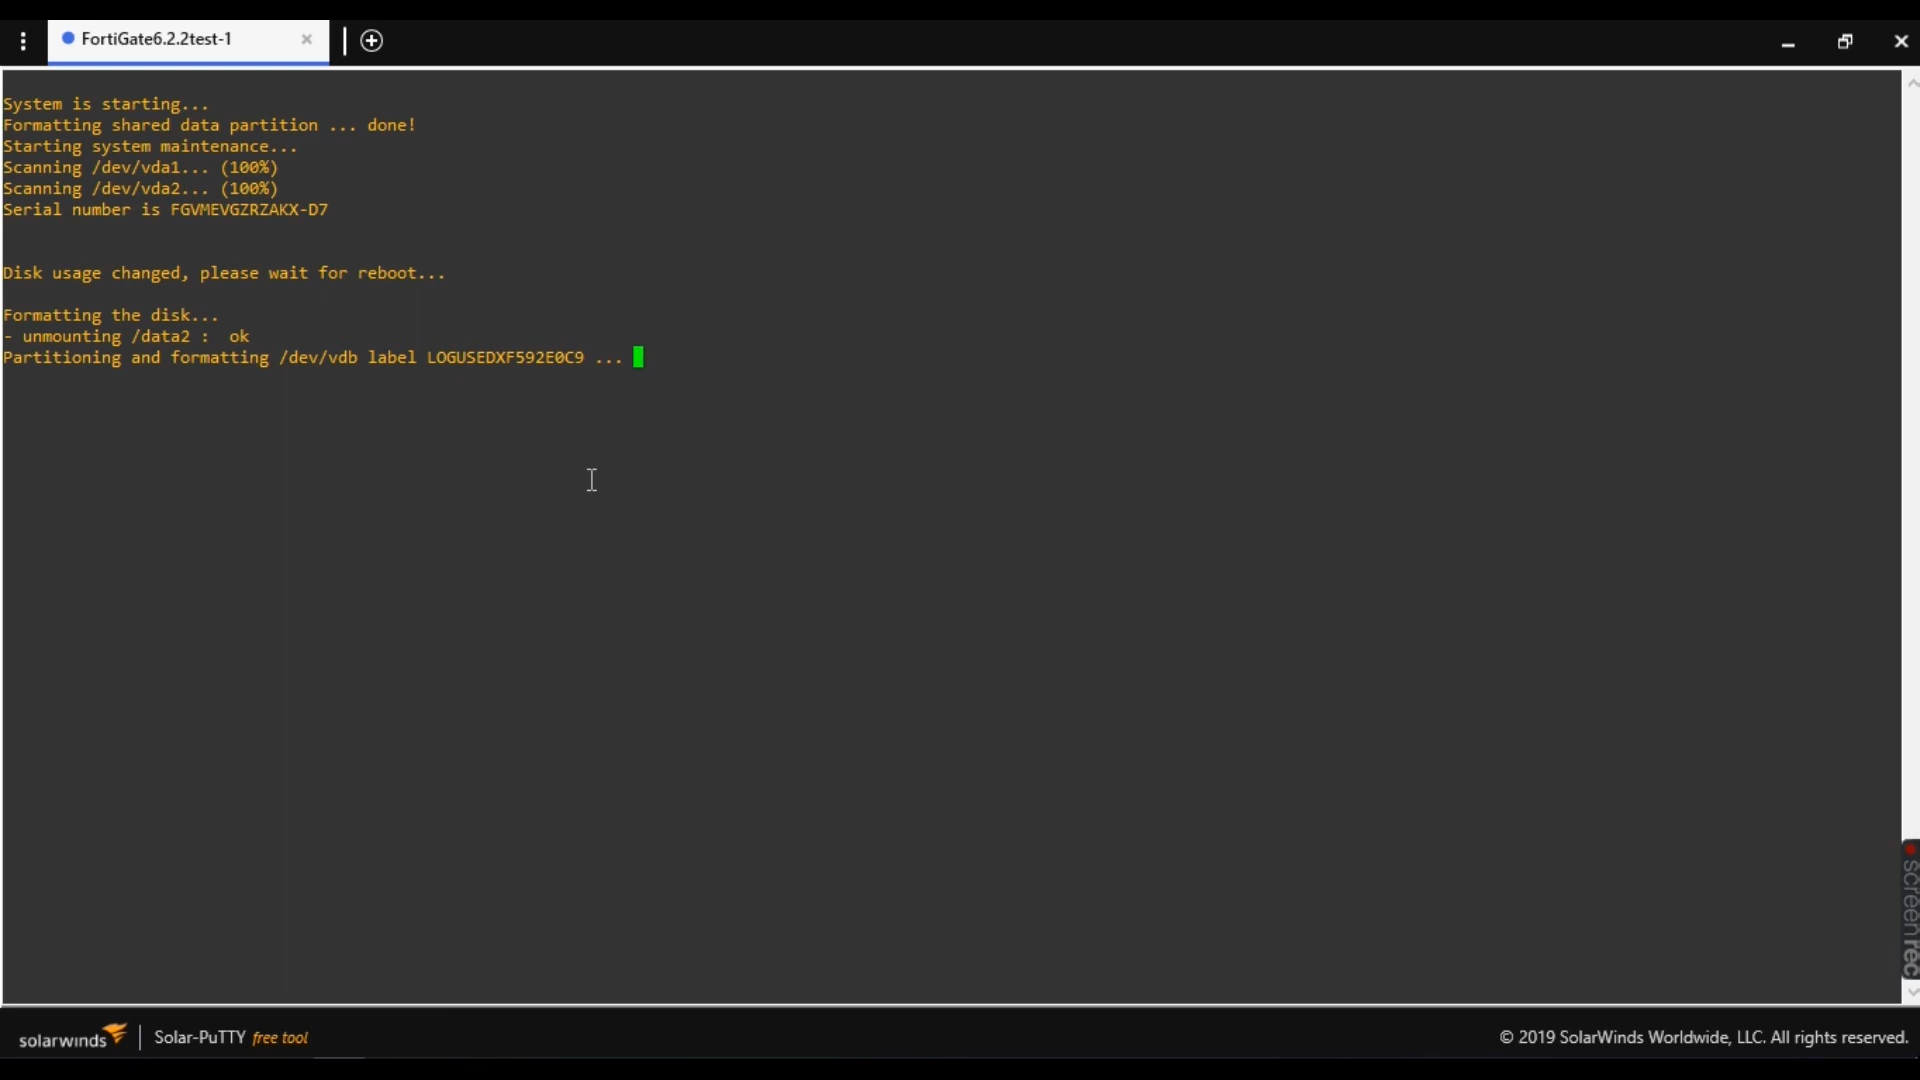 FortiGate6.2.2test-1
System is starting...
Formatting shared data partition ... done!
Starting system maintenance...
Scanning /dev/vda1... (100%)
Scanning /dev/vda2... (100%)
Serial number is FGVMEVGZRZAKX-D7
Disk usage changed, please wait for reboot...
Formatting the disk...
- unmounting /data2 :  ok
Partitioning and formatting /dev/vdb label LOGUSEDXF592E0C9 ...
screenrec
solarwinds
Solar-PuTTY free tool
© 2019 SolarWinds Worldwide, LLC. All rights reserved.